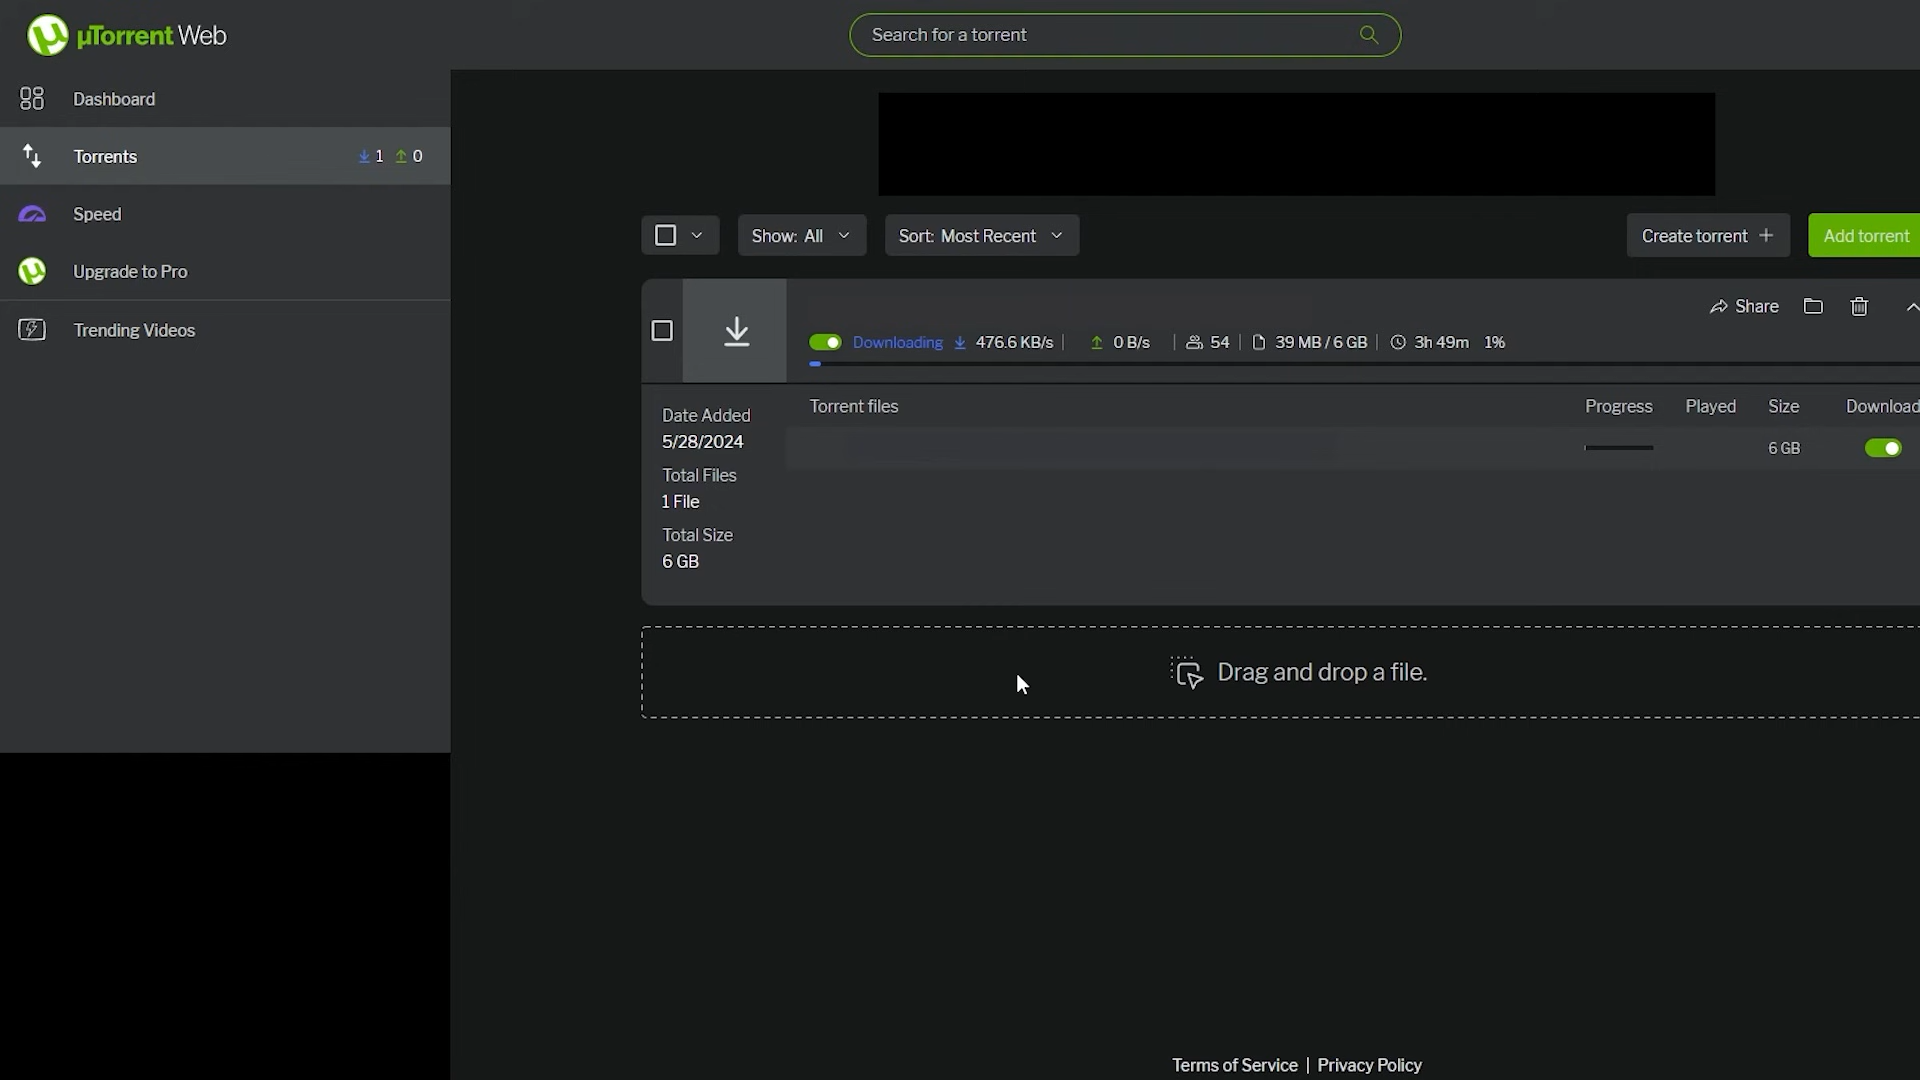 µTorrent Web
Search for a torrent
Dashboard
Torrents 1 0
Speed
Upgrade to Pro
Trending Videos
Show: All
Sort: Most Recent
Create torrent +
Add torrent
Share
Downloading 476.6 KB/s | 0 B/s | 54 | 39 MB / 6 GB | 3h 49m 1%
Date Added
5/28/2024
Total Files
1 File
Total Size
6 GB
Torrent files Progress Played Size Download
6 GB
Drag and drop a file.
Terms of Service | Privacy Policy